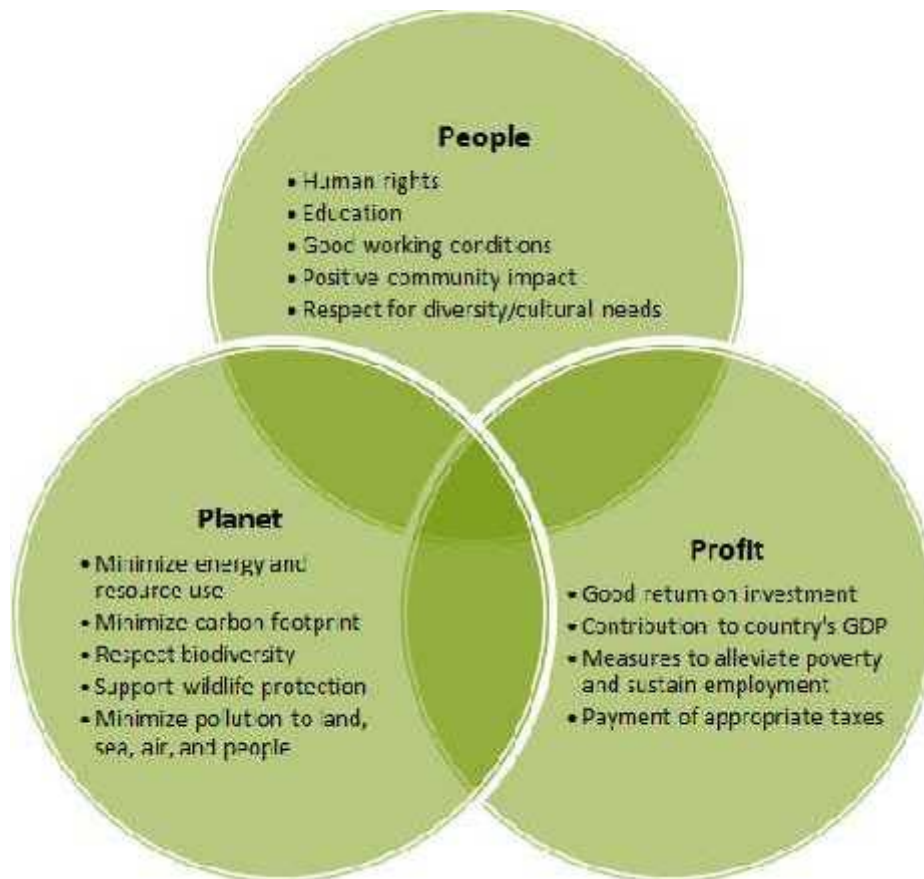 People
• Human rights
• Education
• Good working conditions
• Positive community impact
• Respect for diversity/cultural needs
Planet
• Minimize energy and
resource use
• Minimize carbon footprint
• Respect biodiversity
• Support wildlife protection
• Minimize pollution to land,
sea, air, and people
Profit
• Good return on investment
• Contribution to country's GDP
• Measures to alleviate poverty
and sustain employment
• Payment of appropriate taxes